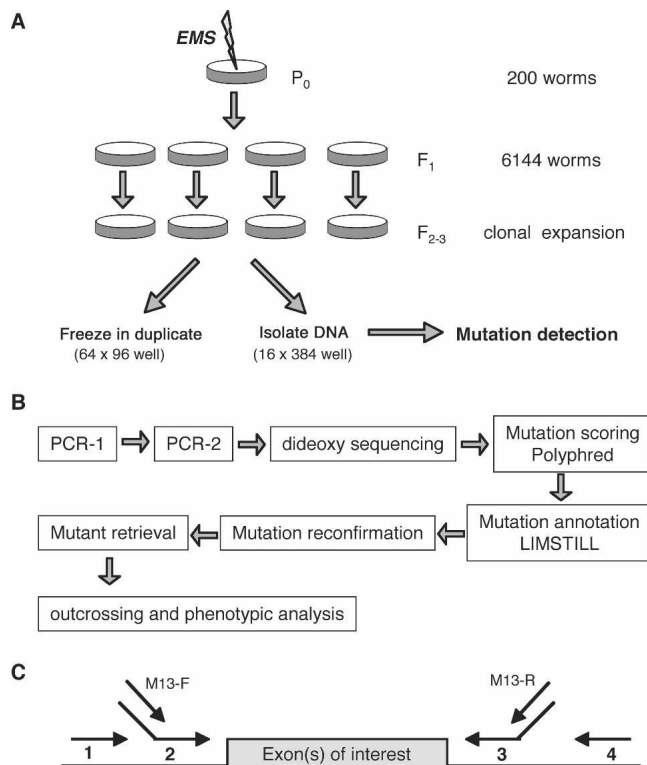 A
EMS
P0
200 worms
F1
6144 worms
F2-3
clonal expansion
Freeze in duplicate
(64 x 96 well)
Isolate DNA
(16 x 384 well)
Mutation detection
B
PCR-1
PCR-2
dideoxy sequencing
Mutation scoring
Polyphred
Mutant retrieval
Mutation reconfirmation
Mutation annotation
LIMSTILL
outcrossing and phenotypic analysis
C
M13-F
M13-R
1
2
Exon(s) of interest
3
4